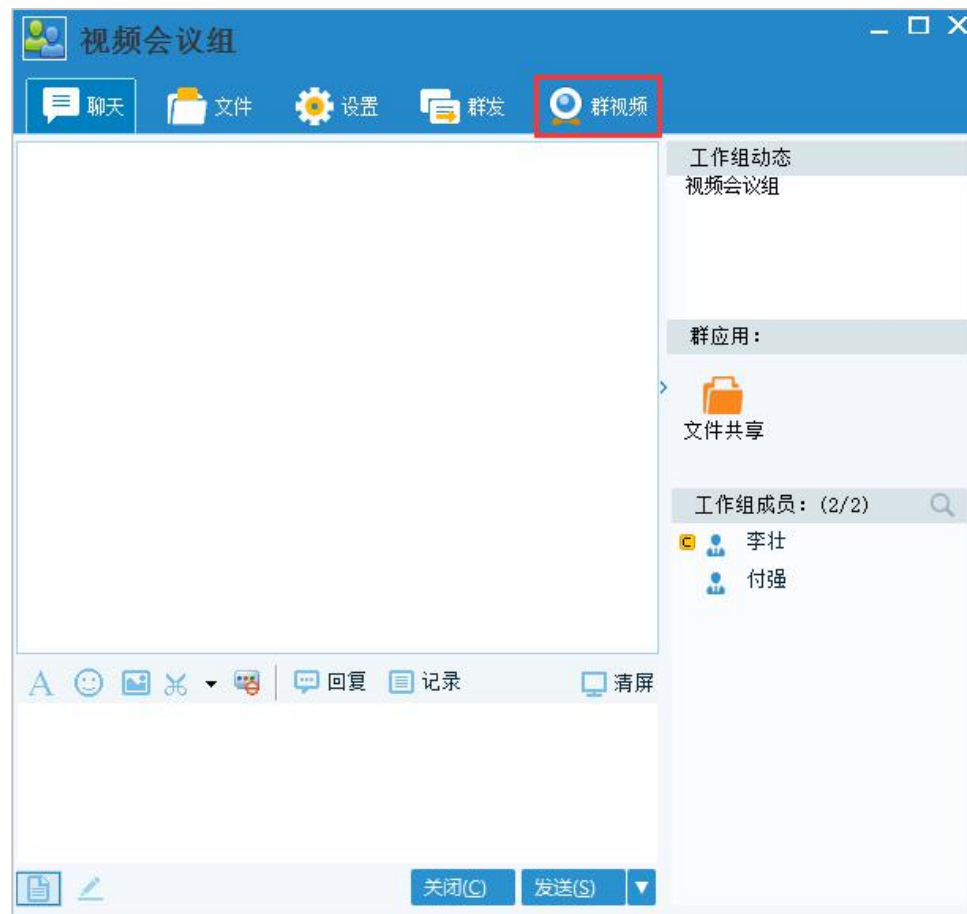 视频会议组
聊天 文件 设置 群发 群视频
工作组动态
视频会议组
群应用：
文件共享
工作组成员：(2/2)
C 李壮
付强
A 回复 记录 清屏
关闭(C) 发送(S)